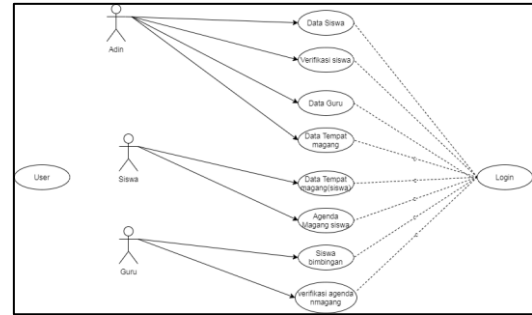 Adin
Data Siswa
Verifikasi siswa
Data Guru
Data Tempat
magang
User
Siswa
Data Tempat
magang(siswa)
Login
Agenda
Magang siswa
Guru
Siswa
bimbingan
verifikasi agenda
nmagang